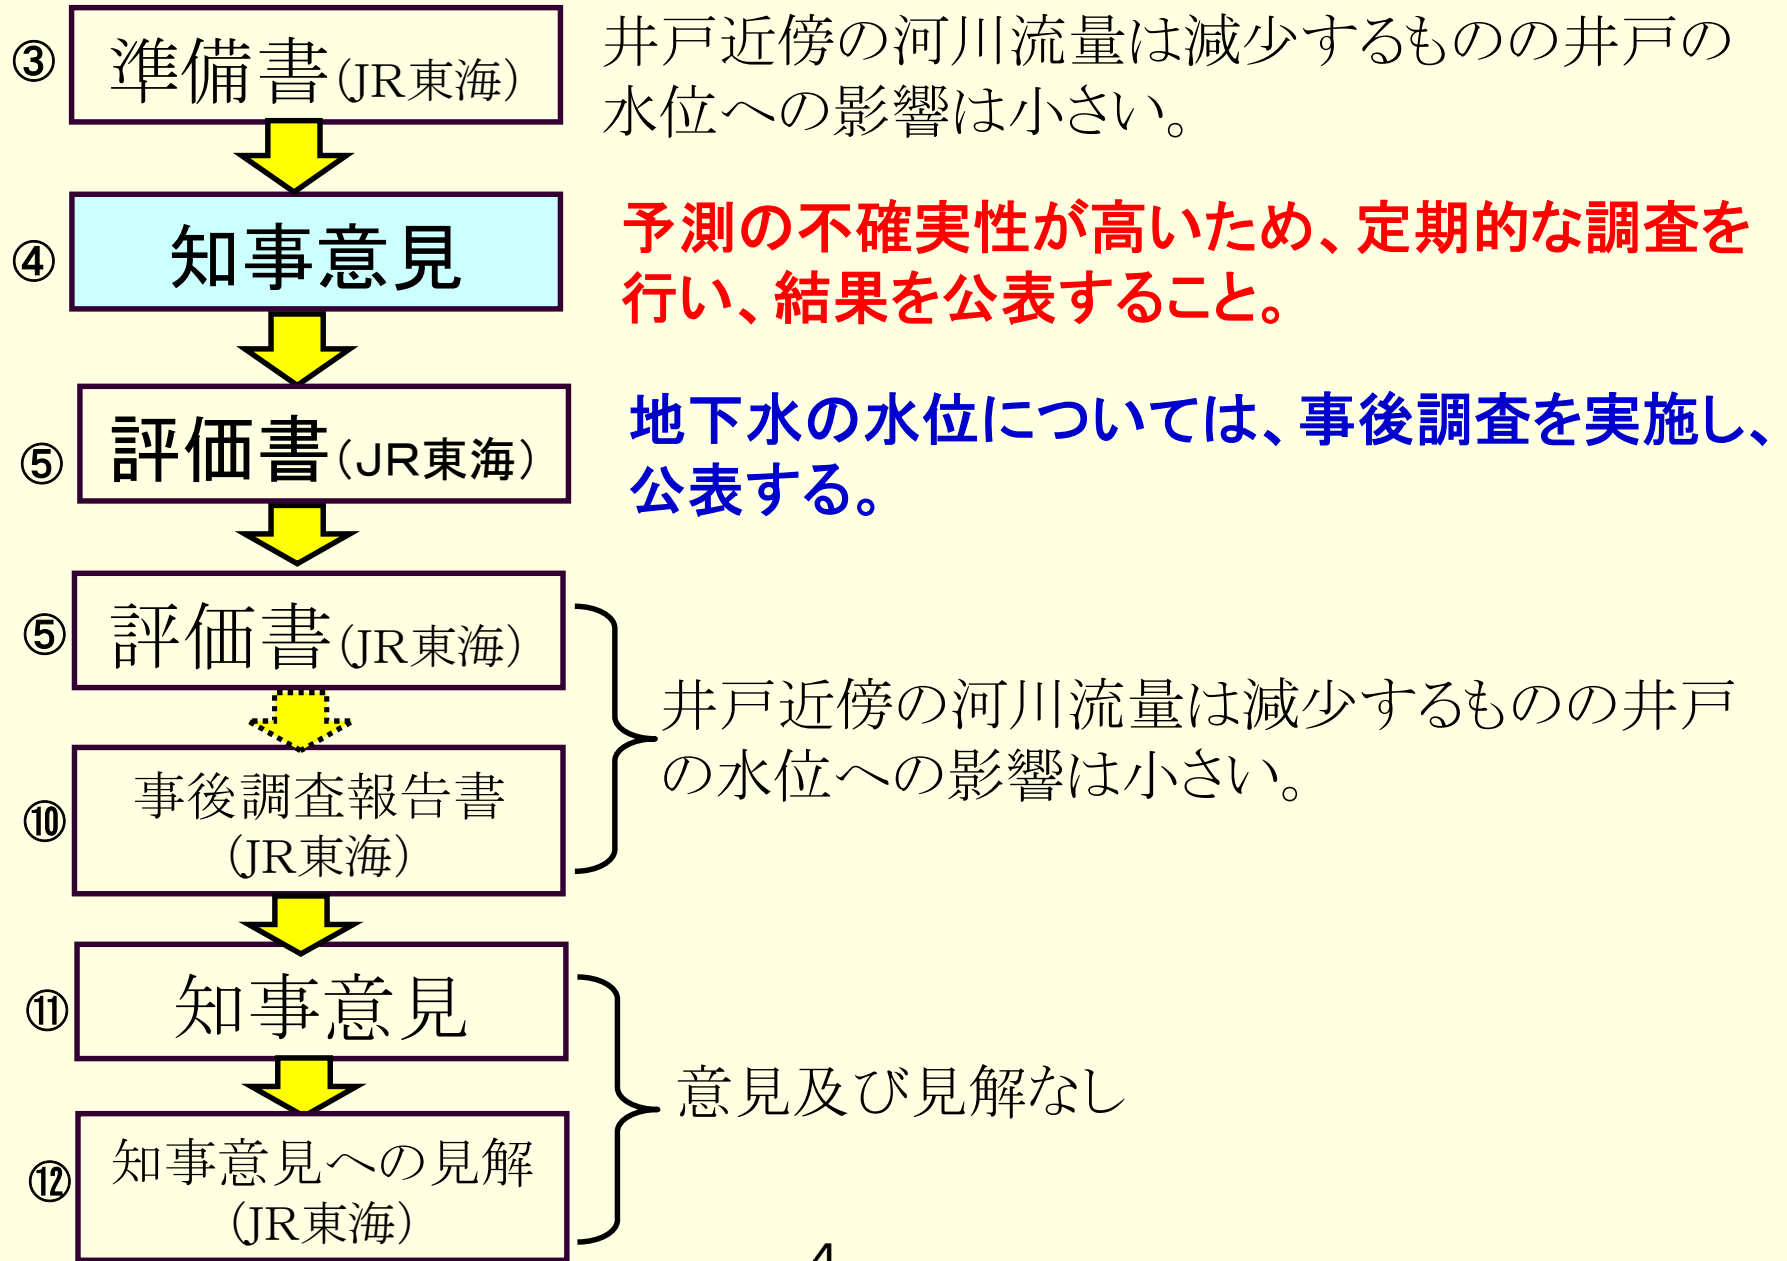 ③
準備書(JR東海)
井戸近傍の河川流量は減少するものの井戸の
水位への影響は小さい。
④
知事意見
予測の不確実性が高いため、定期的な調査を
行い、結果を公表すること。
⑤
評価書(JR東海)
地下水の水位については、事後調査を実施し、
公表する。
⑤
評価書(JR東海)
井戸近傍の河川流量は減少するものの井戸
の水位への影響は小さい。
⑩
事後調査報告書
(JR東海)
⑪
知事意見
意見及び見解なし
⑫
知事意見への見解
(JR東海)
4